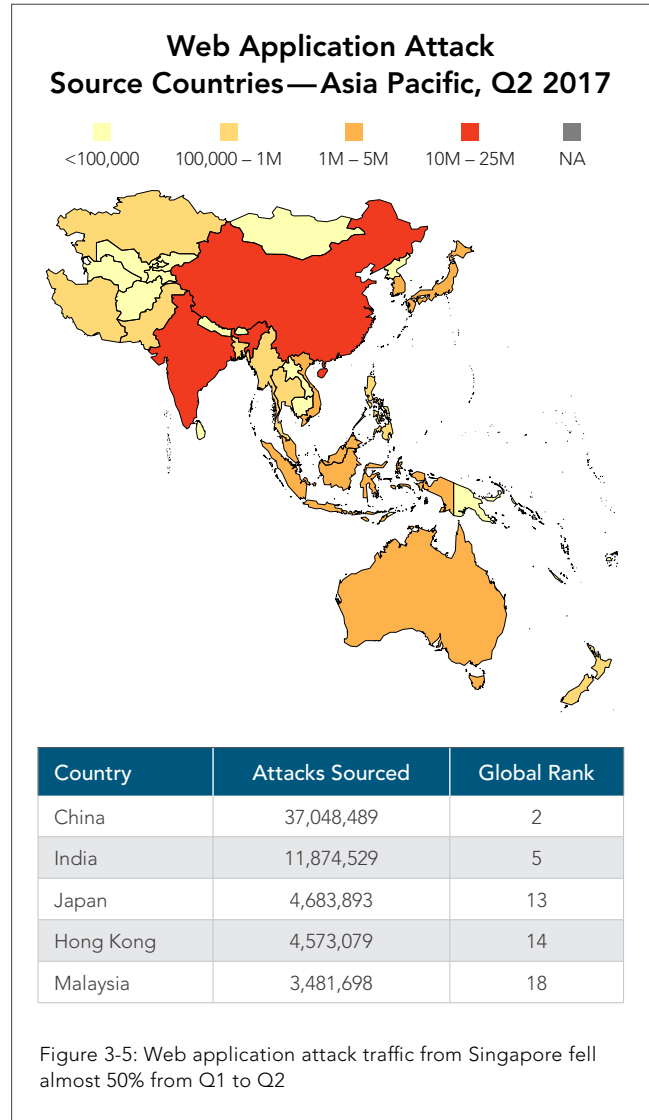 Web Application Attack
Source Countries—Asia Pacific, Q2 2017
<100,000 100,000 – 1M 1M – 5M 10M – 25M NA
Country Attacks Sourced Global Rank
China 37,048,489 2
India 11,874,529 5
Japan 4,683,893 13
Hong Kong 4,573,079 14
Malaysia 3,481,698 18
Figure 3-5: Web application attack traffic from Singapore fell
almost 50% from Q1 to Q2